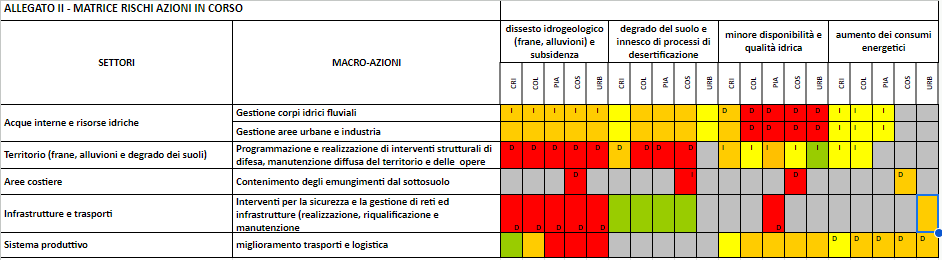 ALLEGATO II - MATRICE RISCHI AZIONI IN CORSO
SETTORI
MACRO-AZIONI
dissesto idrogeologico (frane, alluvioni) e subsidenza
degrado del suolo e innesco di processi di desertificazione
minore disponibilità e qualità idrica
aumento dei consumi energetici
CRI COL PIA COS URB CRI COL PIA COS URB CRI COL PIA COS URB CRI COL PIA COS URB
Acque interne e risorse idriche
Gestione corpi idrici fluviali
I I I I I D D D D D I I I
Gestione aree urbane e industria
D D D D I I I
Territorio (frane, alluvioni e degrado dei suoli)
Programmazione e realizzazione di interventi strutturali di difesa, manutenzione diffusa del territorio e delle opere
D D D D D D D D D I I I I I I I
Aree costiere
Contenimento degli emungimenti dal sottosuolo
D I D D
Infrastrutture e trasporti
Interventi per la sicurezza e la gestione di reti ed infrastrutture (realizzazione, riqualificazione e manutenzione
D D D D D D
Sistema produttivo
miglioramento trasporti e logistica
D D D D D